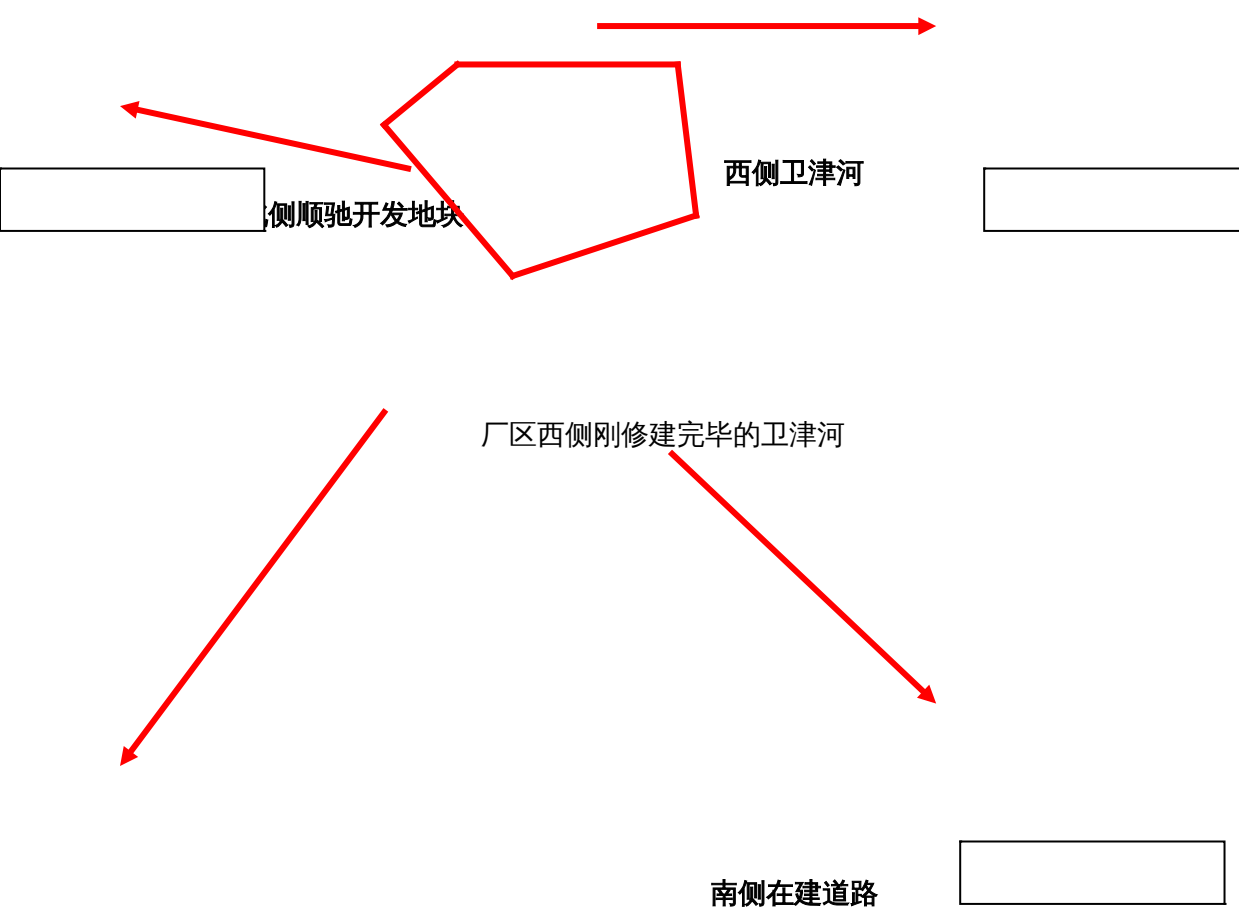 西侧卫津河
侧顺驰开发地块
厂区西侧刚修建完毕的卫津河
南侧在建道路